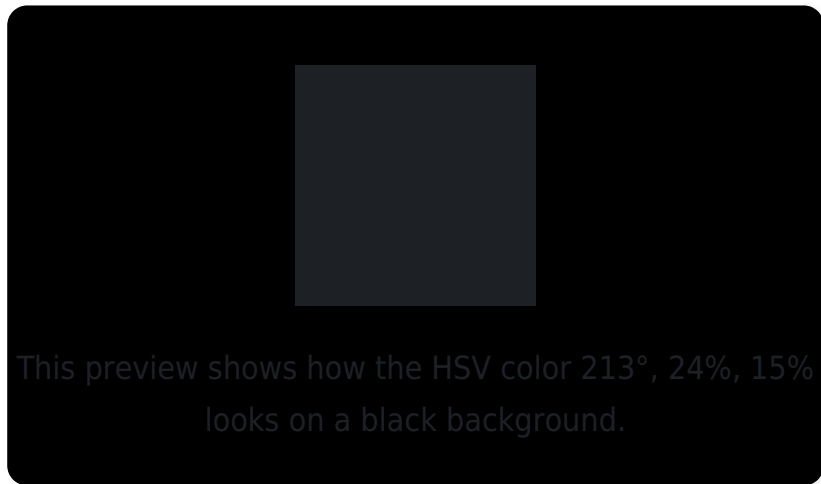 This preview shows how the HSV color 213°, 24%, 15%
looks on a black background.